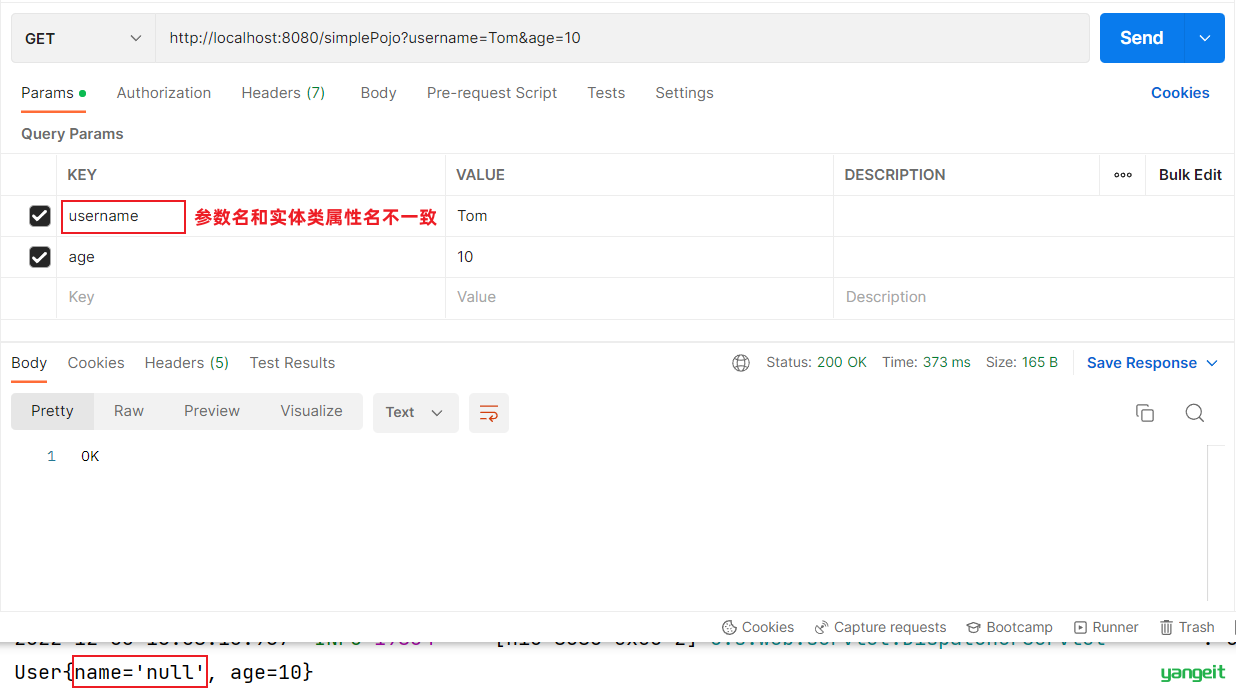 GET http://localhost:8080/simplePojo?username=Tom&age=10 Send
Params Authorization Headers (7) Body Pre-request Script Tests Settings Cookies
Query Params
KEY VALUE DESCRIPTION Bulk Edit
username 参数名和实体类属性名不一致 Tom
age 10
Key Value Description
Body Cookies Headers (5) Test Results Status: 200 OK Time: 373 ms Size: 165 B Save Response
Pretty Raw Preview Visualize Text
1 OK
Cookies Capture requests Bootcamp Runner Trash
User{name='null', age=10}
yangeit